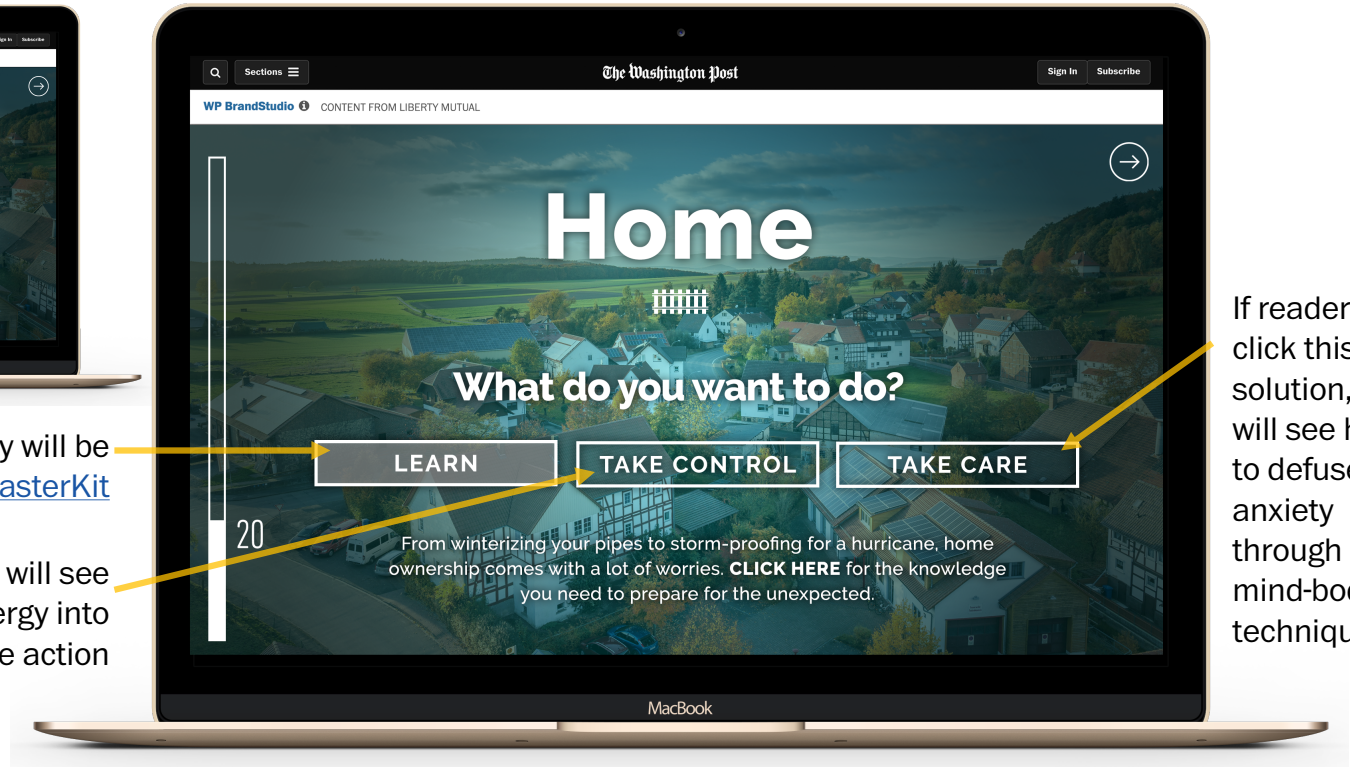 Sign In Subscribe
Sections
The Washington Post
Sign In Subscribe
WP BrandStudio CONTENT FROM LIBERTY MUTUAL
Home
What do you want to do?
LEARN
TAKE CONTROL
TAKE CARE
20
From winterizing your pipes to storm-proofing for a hurricane, home
ownership comes with a lot of worries. CLICK HERE for the knowledge
you need to prepare for the unexpected.
MacBook
will be
asterKit
will see
ergy into
e action
If reader
click this
solution,
will see
to defuse
anxiety
through
mind-bod
techniqu